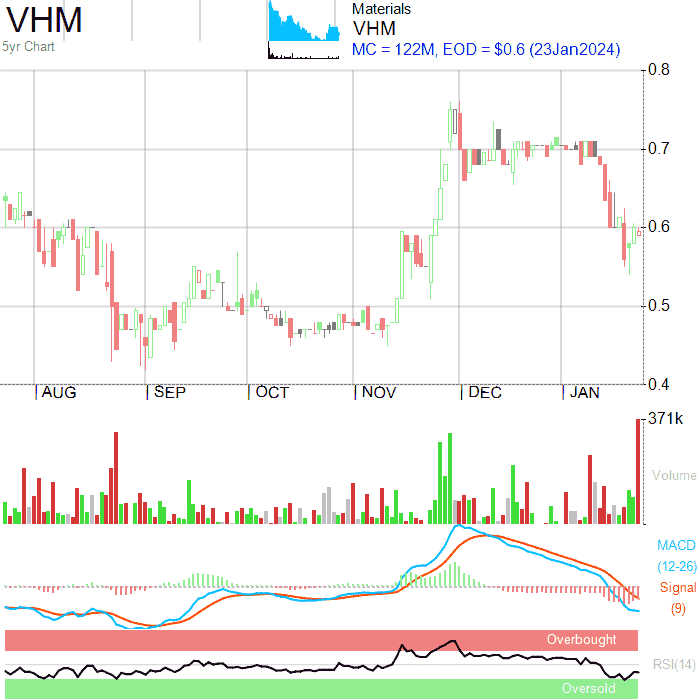 VHM
5yr Chart
Materials
VHM
MC = 122M, EOD = $0.6 (23Jan2024)
0.8
0.7
0.6
0.5
0.4
AUG SEP OCT NOV DEC JAN
371k
Volume
MACD
(12-26)
Signal
(9)
Overbought
RSI(14)
Oversold